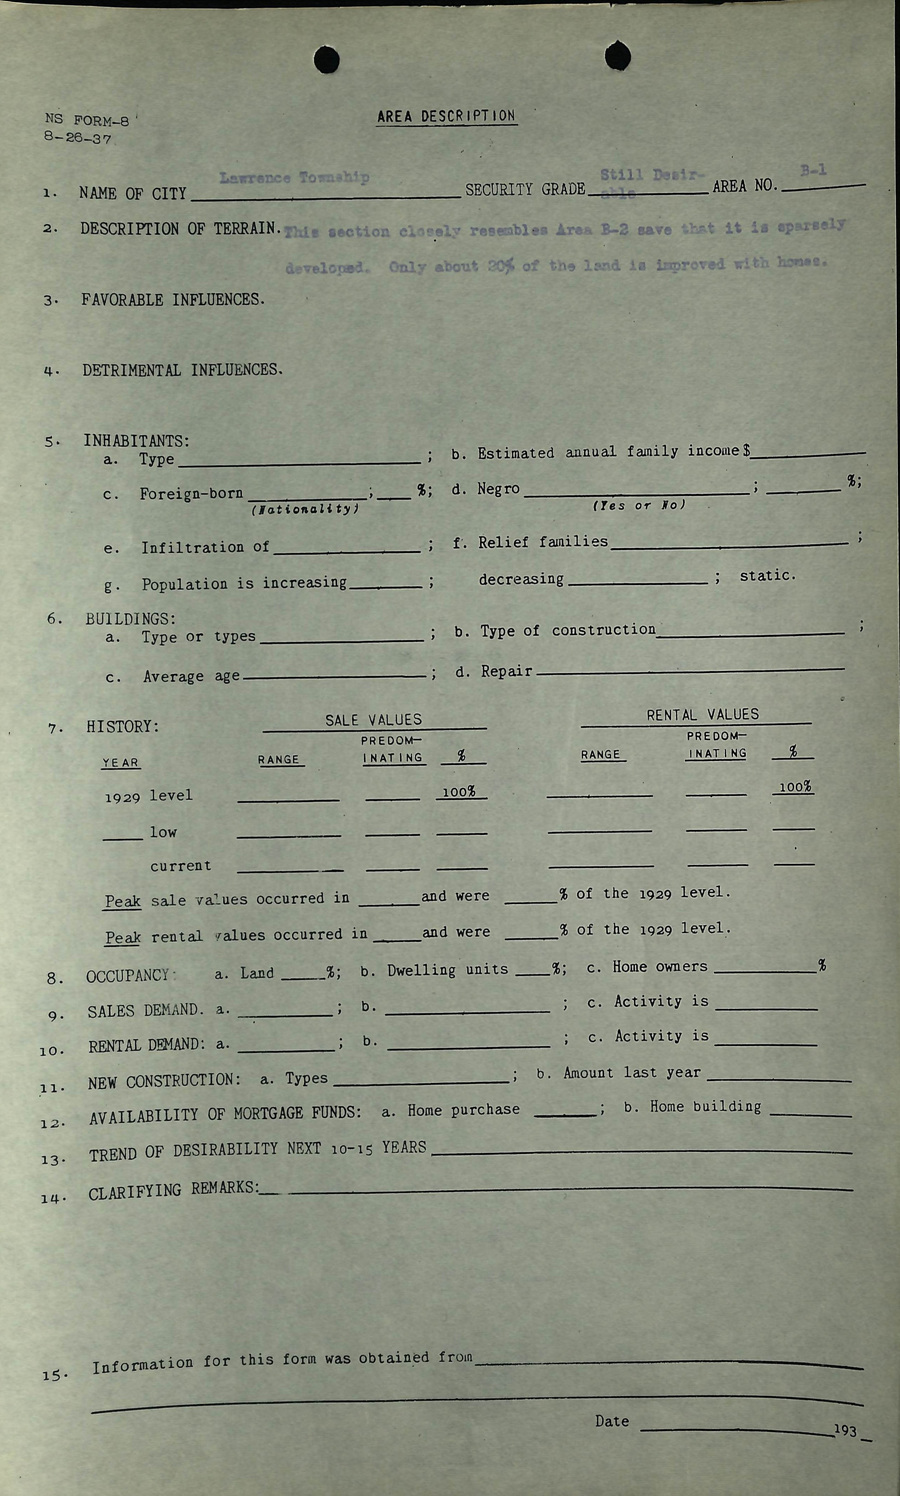 NS FORM-8
8-26-37
AREA DESCRIPTION
1. NAME OF CITY Lawrence Township SECURITY GRADE Still Desir-able AREA NO. B-1
2. DESCRIPTION OF TERRAIN. This section closely resembles Area B-2 save that it is sparsely
developed. Only about 20% of the land is improved with homes.
3. FAVORABLE INFLUENCES.
4. DETRIMENTAL INFLUENCES.
5. INHABITANTS:
a. Type ; b. Estimated annual family income $
c. Foreign-born ; %; d. Negro ; %;
(Nationality) (Yes or No)
e. Infiltration of ; f. Relief families ;
g. Population is increasing ; decreasing ; static.
6. BUILDINGS:
a. Type or types ; b. Type of construction ;
c. Average age ; d. Repair
7. HISTORY: SALE VALUES RENTAL VALUES
PREDOM- PREDOM-
YEAR RANGE INATING % RANGE INATING %
1929 level 100% 100%
low
current
Peak sale values occurred in and were % of the 1929 level.
Peak rental values occurred in and were % of the 1929 level.
8. OCCUPANCY: a. Land %; b. Dwelling units %; c. Home owners %
9. SALES DEMAND. a. ; b. ; c. Activity is
10. RENTAL DEMAND: a. ; b. ; c. Activity is
11. NEW CONSTRUCTION: a. Types ; b. Amount last year
12. AVAILABILITY OF MORTGAGE FUNDS: a. Home purchase ; b. Home building
13. TREND OF DESIRABILITY NEXT 10-15 YEARS
14. CLARIFYING REMARKS:
15. Information for this form was obtained from
Date 193